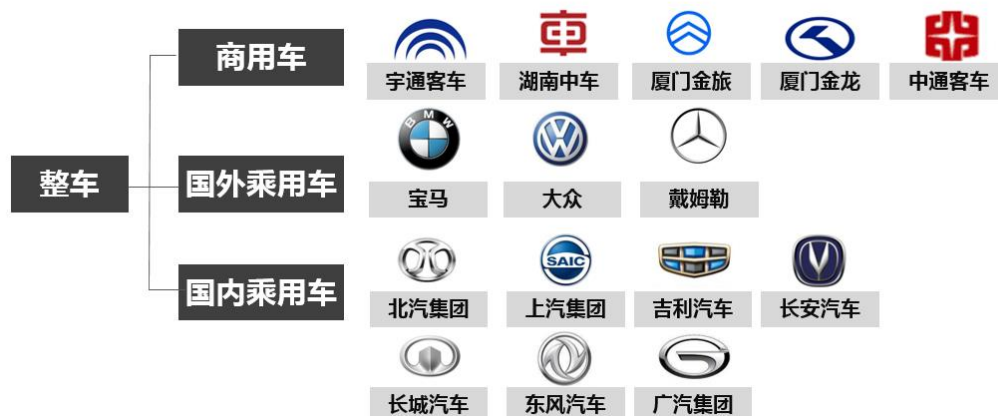 商用车
宇通客车 湖南中车 厦门金旅 厦门金龙 中通客车
整车
国外乘用车
BMW
宝马 大众 戴姆勒
国内乘用车
SAIC
北汽集团 上汽集团 吉利汽车 长安汽车
长城汽车 东风汽车 广汽集团